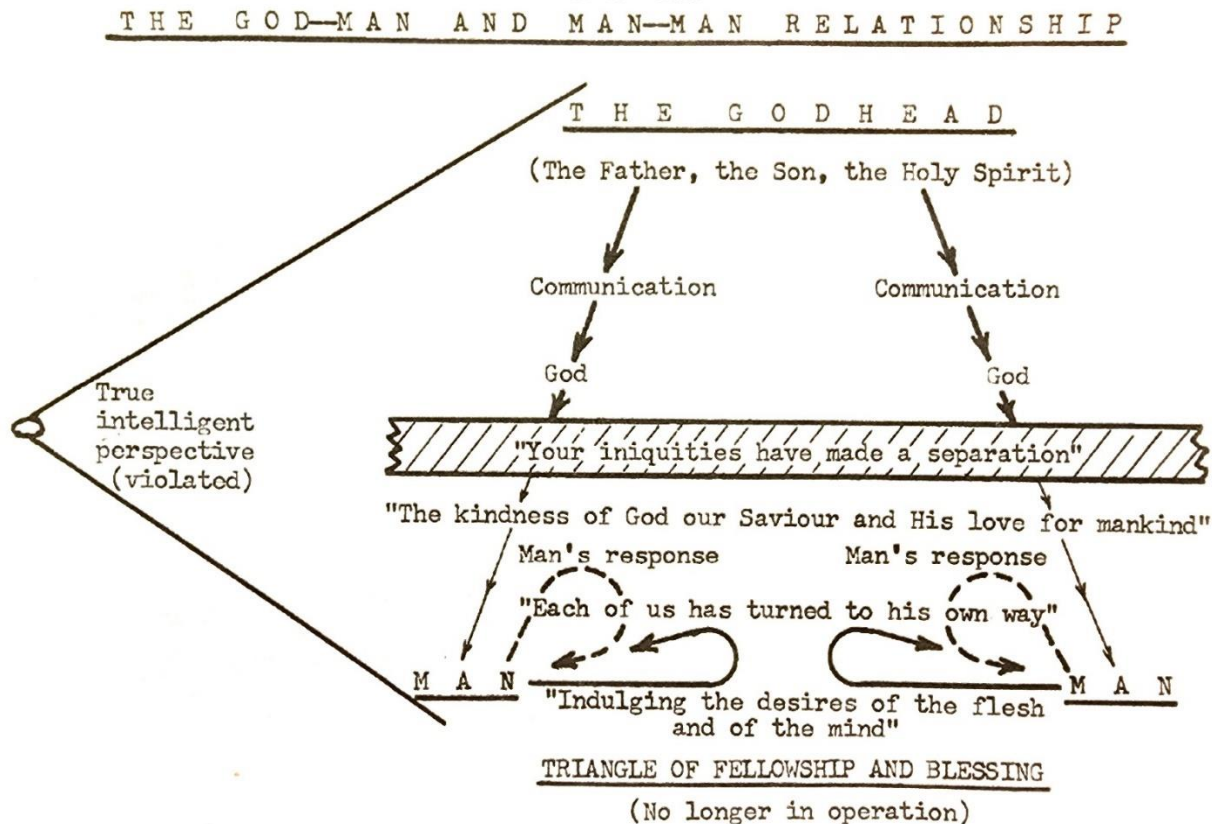 THE GOD—MAN AND MAN—MAN RELATIONSHIP
THE GODHEAD
(The Father, the Son, the Holy Spirit)
Communication
Communication
God
God
True
intelligent
perspective
(violated)
"Your iniquities have made a separation"
"The kindness of God our Saviour and His love for mankind"
Man's response
Man's response
"Each of us has turned to his own way"
MAN
MAN
"Indulging the desires of the flesh
and of the mind"
TRIANGLE OF FELLOWSHIP AND BLESSING
(No longer in operation)